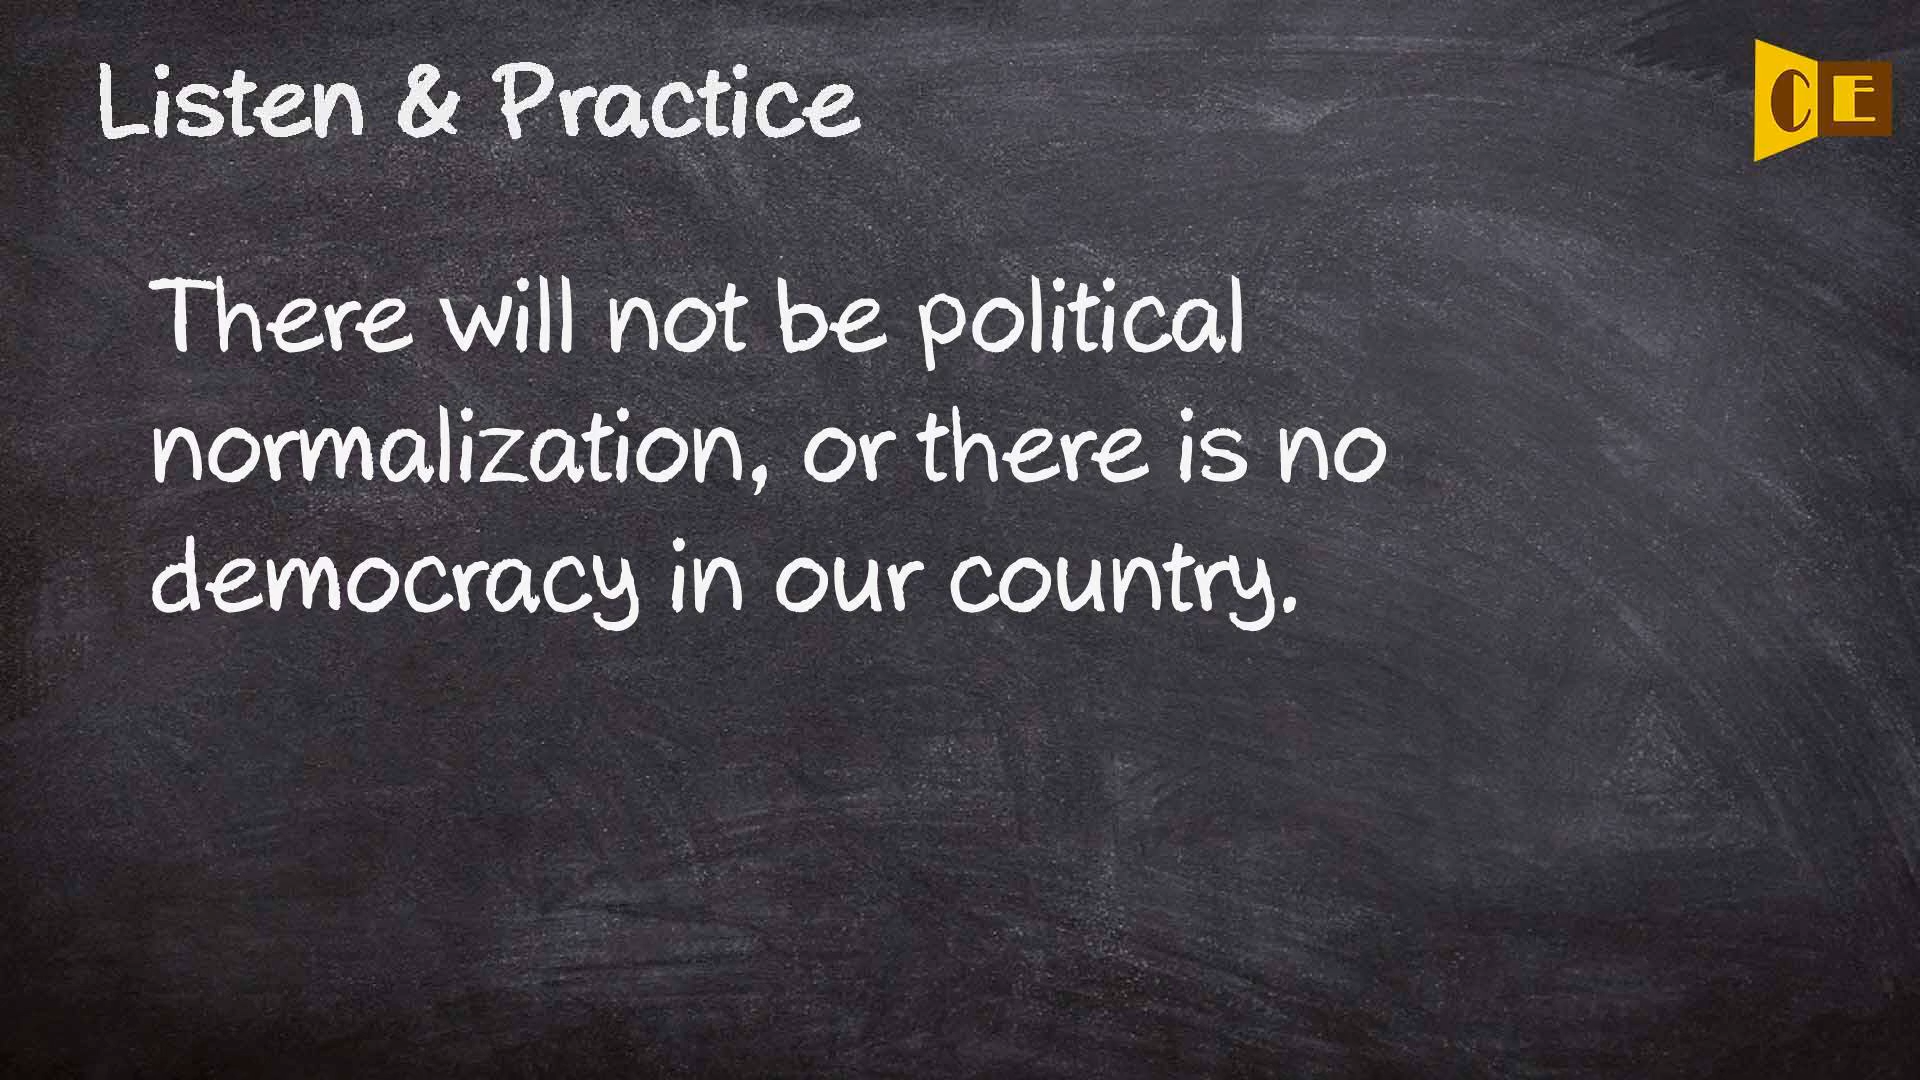 Listen & Practice
CE
There will not be political
normalization, or there is no
democracy in our country.